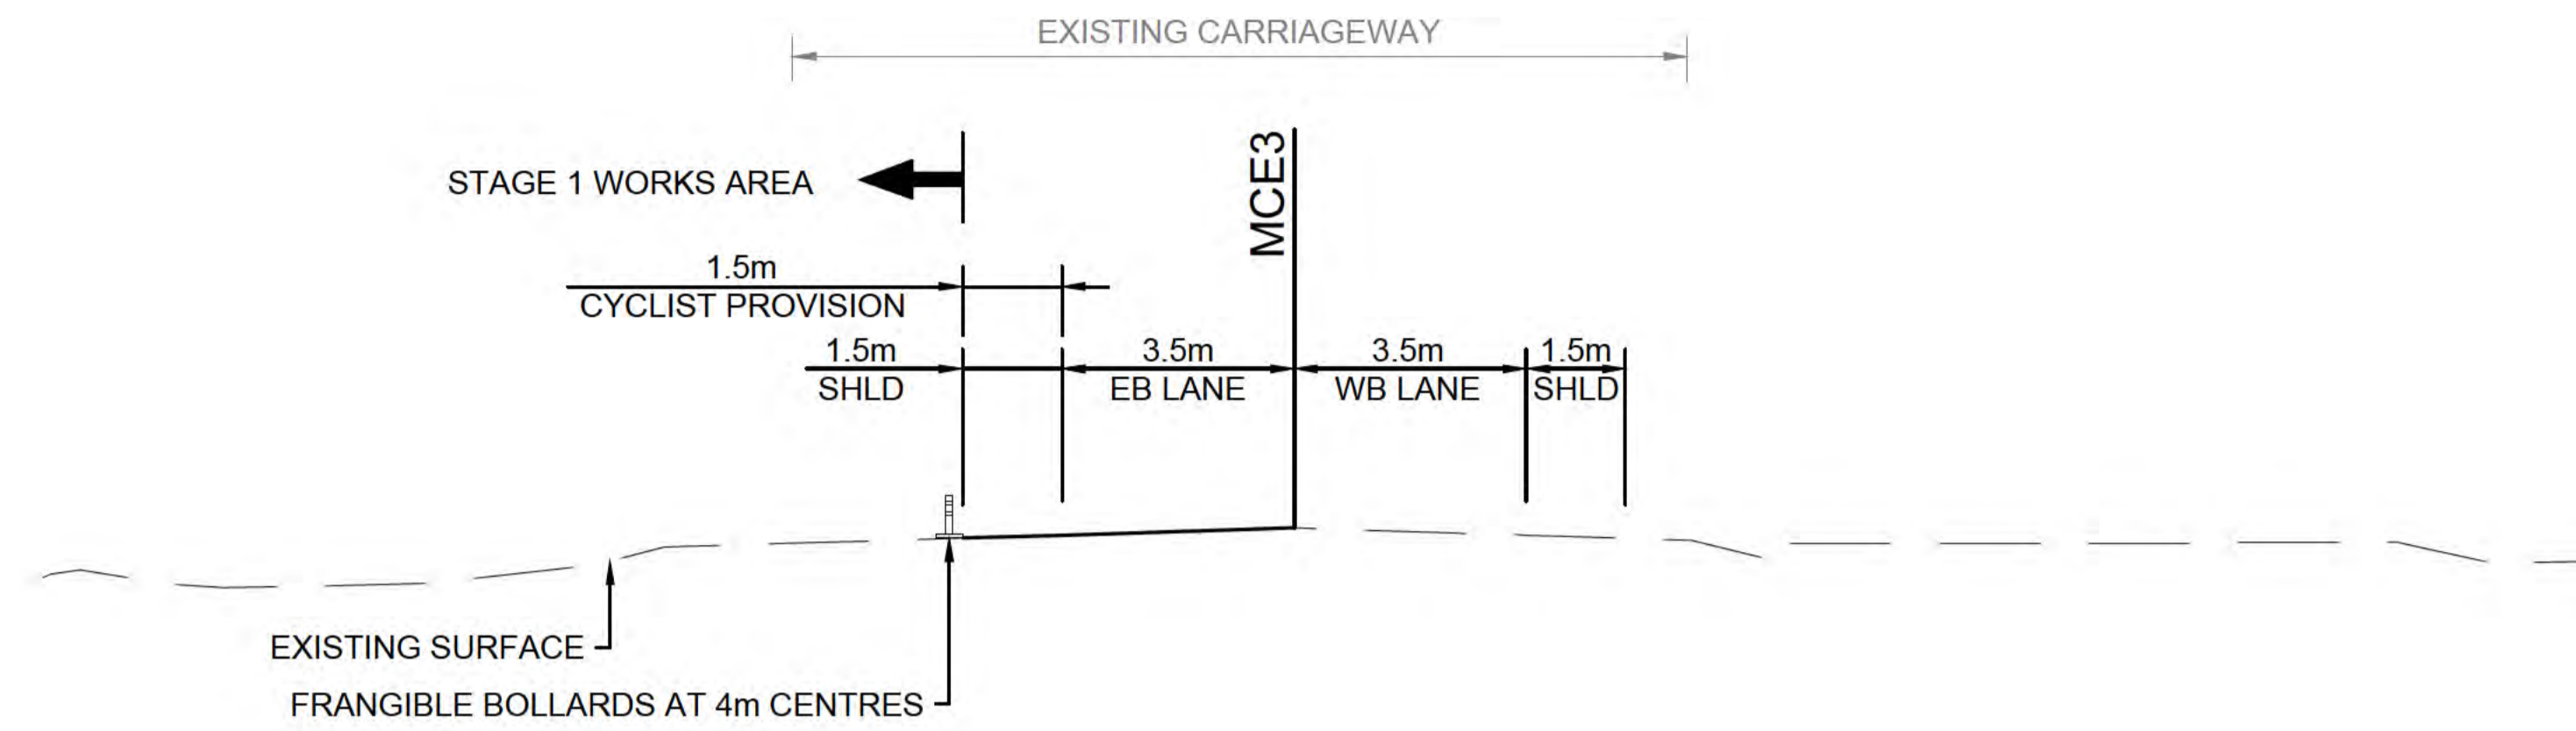 EXISTING CARRIAGEWAY
MCE3
STAGE 1 WORKS AREA
1.5m
CYCLIST PROVISION
1.5m
SHLD
3.5m
EB LANE
3.5m
WB LANE
1.5m
SHLD
EXISTING SURFACE
FRANGIBLE BOLLARDS AT 4m CENTRES